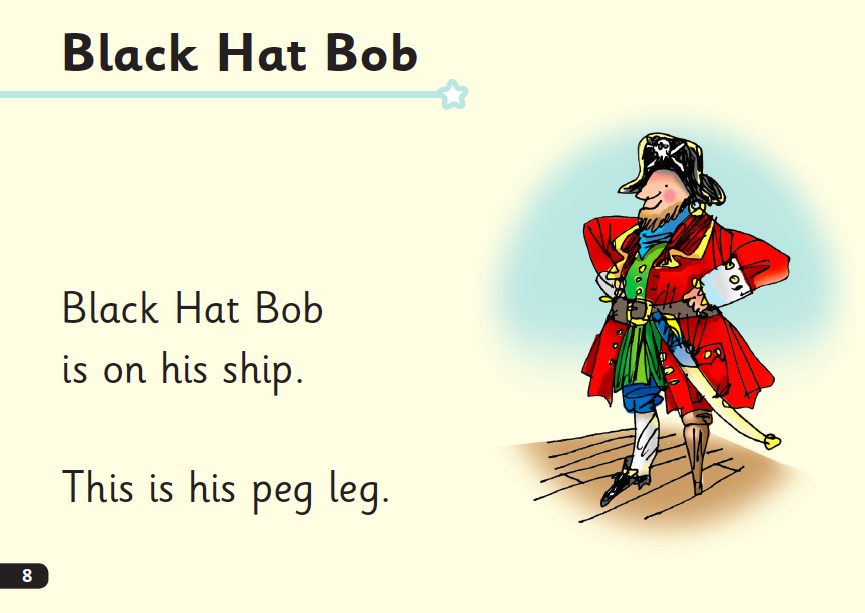 Black Hat Bob
Black Hat Bob
is on his ship.
This is his peg leg.
8